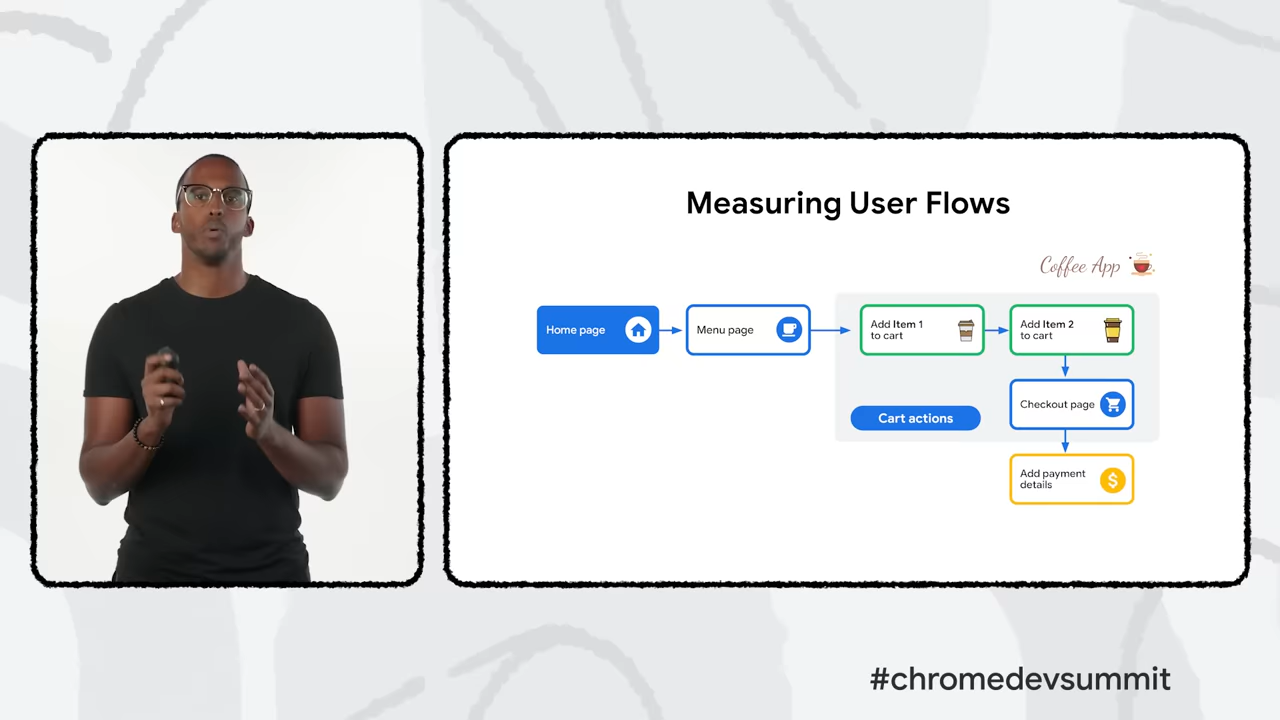 Measuring User Flows
Coffee App
Home page
Menu page
Add Item 1
to cart
Add Item 2
to cart
Cart actions
Checkout page
Add payment
details
$
#chromedevsummit